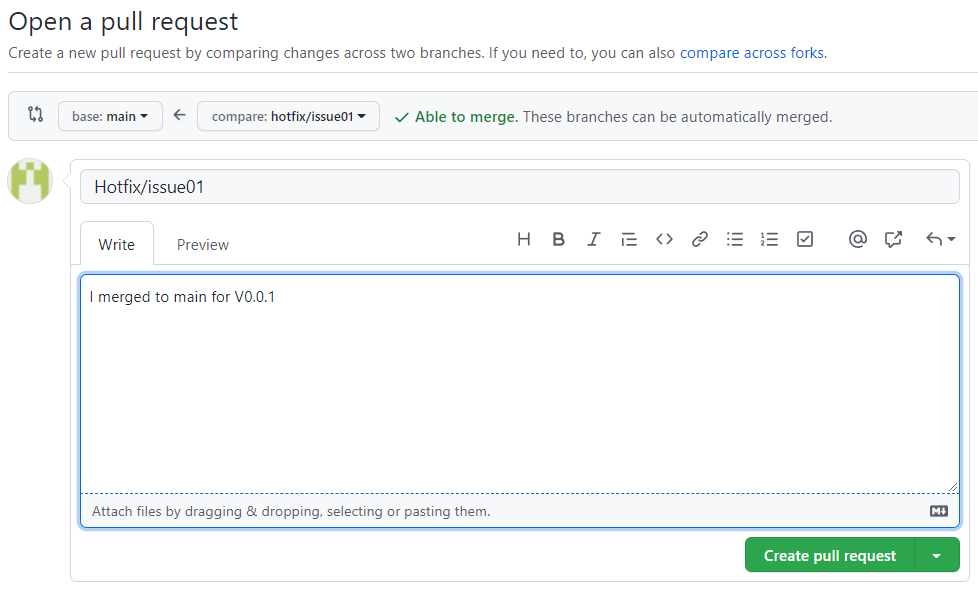 Open a pull request
Create a new pull request by comparing changes across two branches. If you need to, you can also compare across forks.
base: main
compare: hotfix/issue01
Able to merge. These branches can be automatically merged.
Hotfix/issue01
Write
Preview
I merged to main for V0.0.1
Attach files by dragging & dropping, selecting or pasting them.
Create pull request